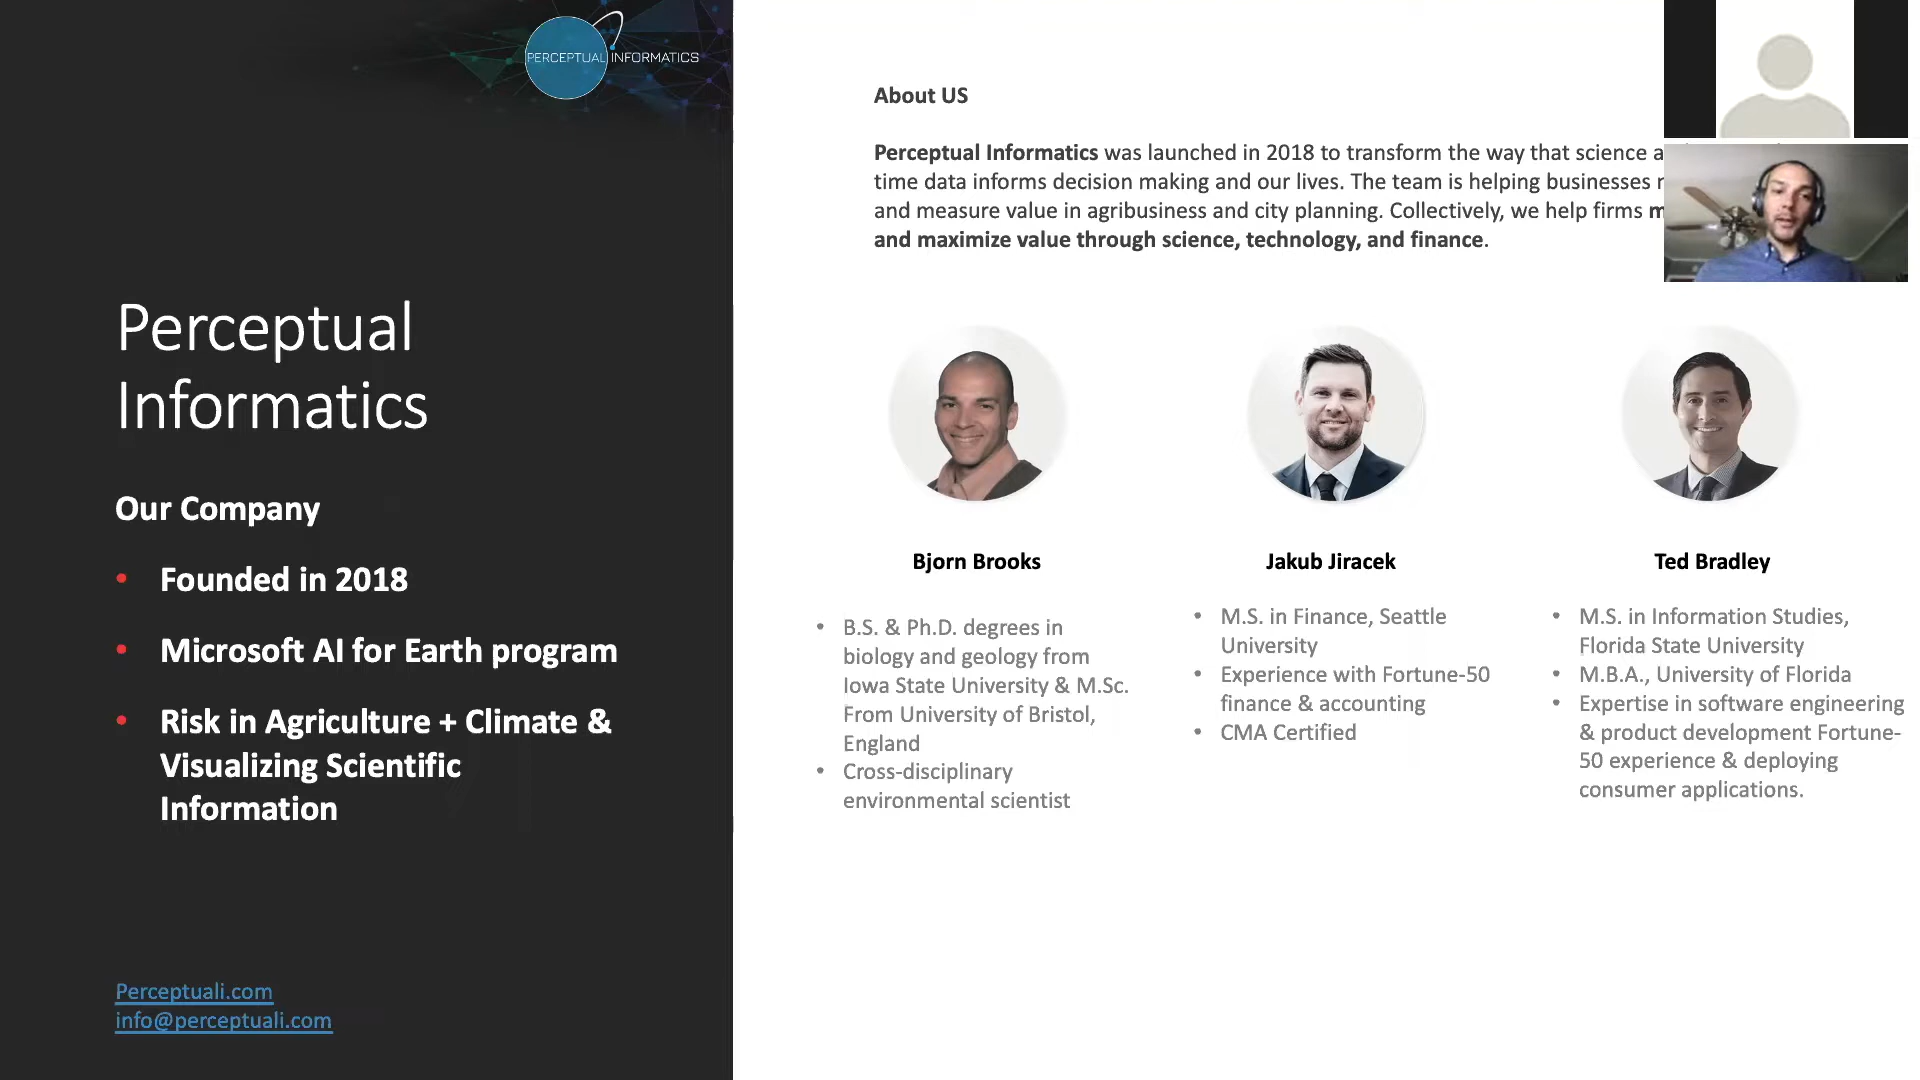 PERCEPTUAL INFORMATICS
Perceptual
Informatics
Our Company
• Founded in 2018
• Microsoft AI for Earth program
• Risk in Agriculture + Climate &
Visualizing Scientific
Information
Perceptuali.com
info@perceptuali.com
About US
Perceptual Informatics was launched in 2018 to transform the way that science
time data informs decision making and our lives. The team is helping businesses
and measure value in agribusiness and city planning. Collectively, we help firms
and maximize value through science, technology, and finance.
Bjorn Brooks
• B.S. & Ph.D. degrees in
biology and geology from
Iowa State University & M.Sc.
From University of Bristol,
England
• Cross-disciplinary
environmental scientist
Jakub Jiracek
• M.S. in Finance, Seattle
University
• Experience with Fortune-50
finance & accounting
• CMA Certified
Ted Bradley
• M.S. in Information Studies,
Florida State University
• M.B.A., University of Florida
• Expertise in software engineering
& product development Fortune-
50 experience & deploying
consumer applications.